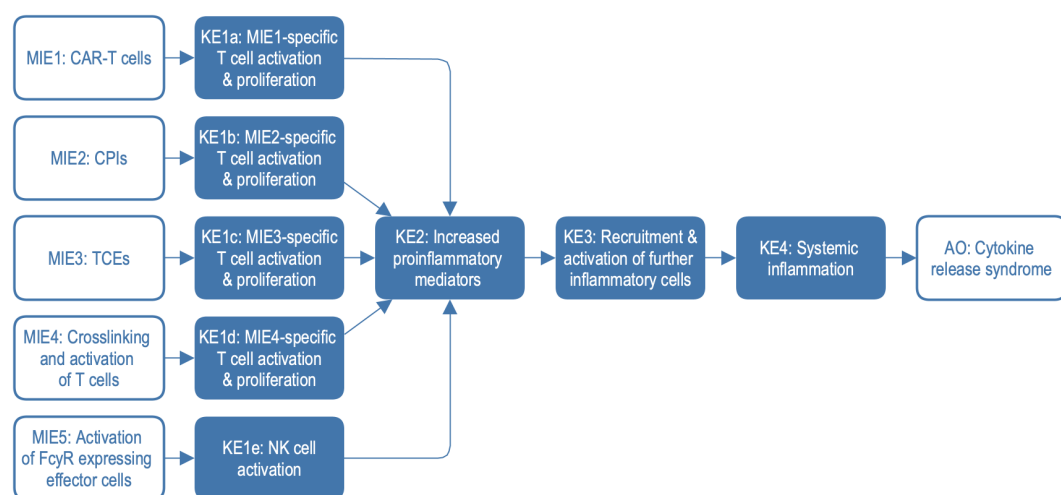 MIE1: CAR-T cells
KE1a: MIE1-specific
T cell activation
& proliferation
MIE2: CPIs
KE1b: MIE2-specific
T cell activation
& proliferation
MIE3: TCEs
KE1c: MIE3-specific
T cell activation
& proliferation
KE2: Increased
proinflammatory
mediators
KE3: Recruitment &
activation of further
inflammatory cells
KE4: Systemic
inflammation
AO: Cytokine
release syndrome
MIE4: Crosslinking
and activation
of T cells
KE1d: MIE4-specific
T cell activation
& proliferation
MIE5: Activation
of FcyR expressing
effector cells
KE1e: NK cell
activation